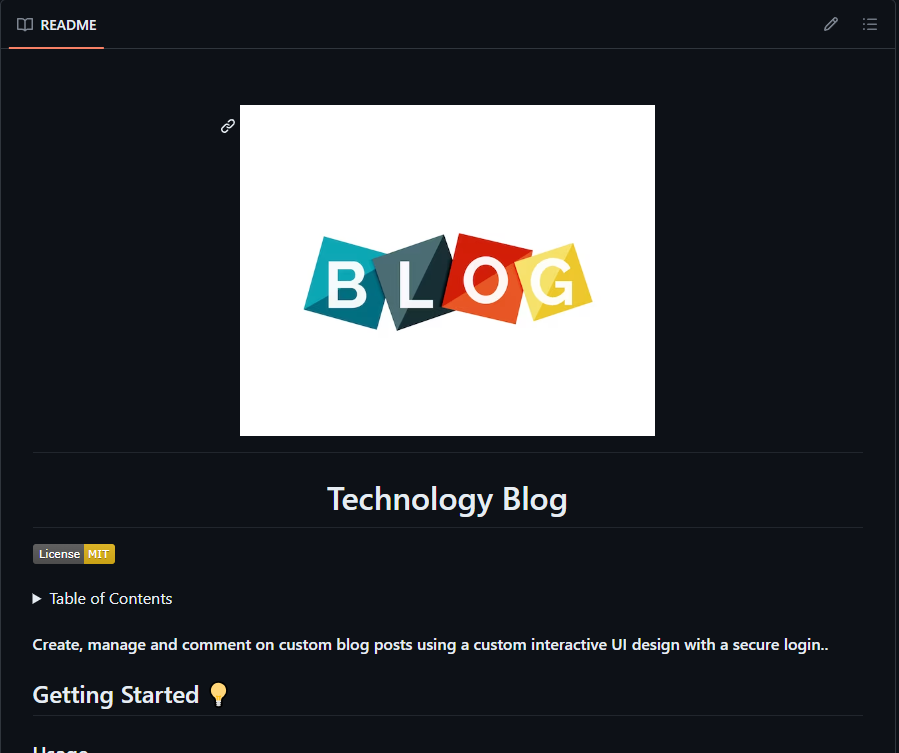 README
BLOG
Technology Blog
License MIT
Table of Contents
Create, manage and comment on custom blog posts using a custom interactive UI design with a secure login..
Getting Started 💡
Usage